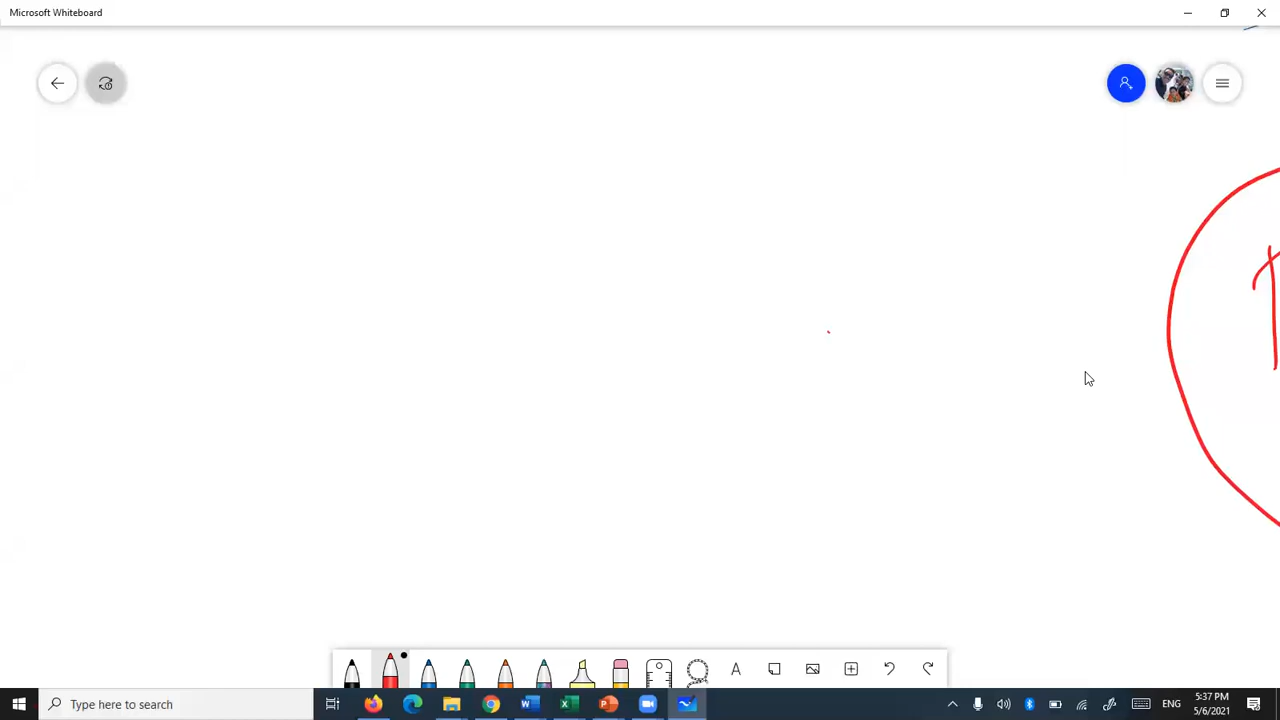 Microsoft Whiteboard
A
Type here to search
ENG
5:37 PM
5/6/2021